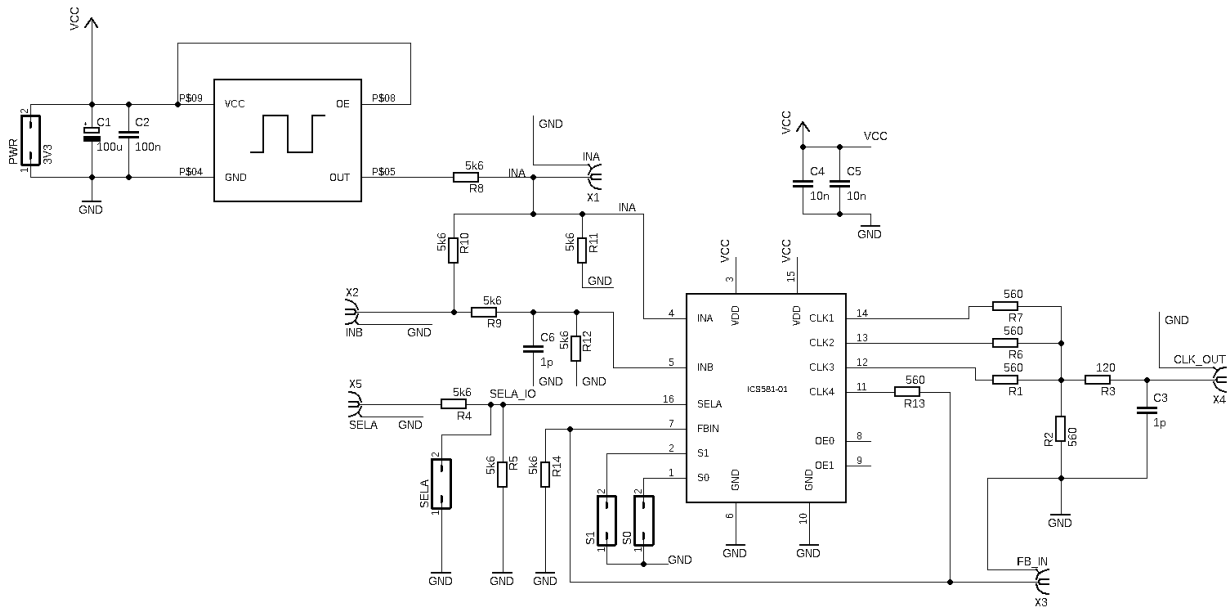 VCC
P$09
VCC
OE
P$08
PWR
2
1
3V3
C1
100u
C2
100n
P$04
GND
OUT
P$05
GND
5k6
R8
INA
GND
INA
X1
INA
VCC
VCC
C4
10n
C5
10n
GND
5k6
R10
5k6
R11
GND
X2
INB
GND
5k6
R9
C6
1p
GND
5k6
R12
GND
X5
SELA
GND
5k6
R4
SELA_IO
SELA
2
1
GND
5k6
R5
GND
5k6
R14
GND
VCC
3
VDD
VCC
15
VDD
4
INA
5
INB
16
SELA
7
FBIN
2
S1
1
S0
ICS581-01
CLK1
14
CLK2
13
CLK3
12
CLK4
11
OE0
8
OE1
9
GND
6
GND
GND
10
GND
S1
2
1
S0
2
1
GND
560
R7
560
R6
560
R1
560
R13
120
R3
R2
560
GND
C3
1p
GND
CLK_OUT
X4
FB_IN
X3